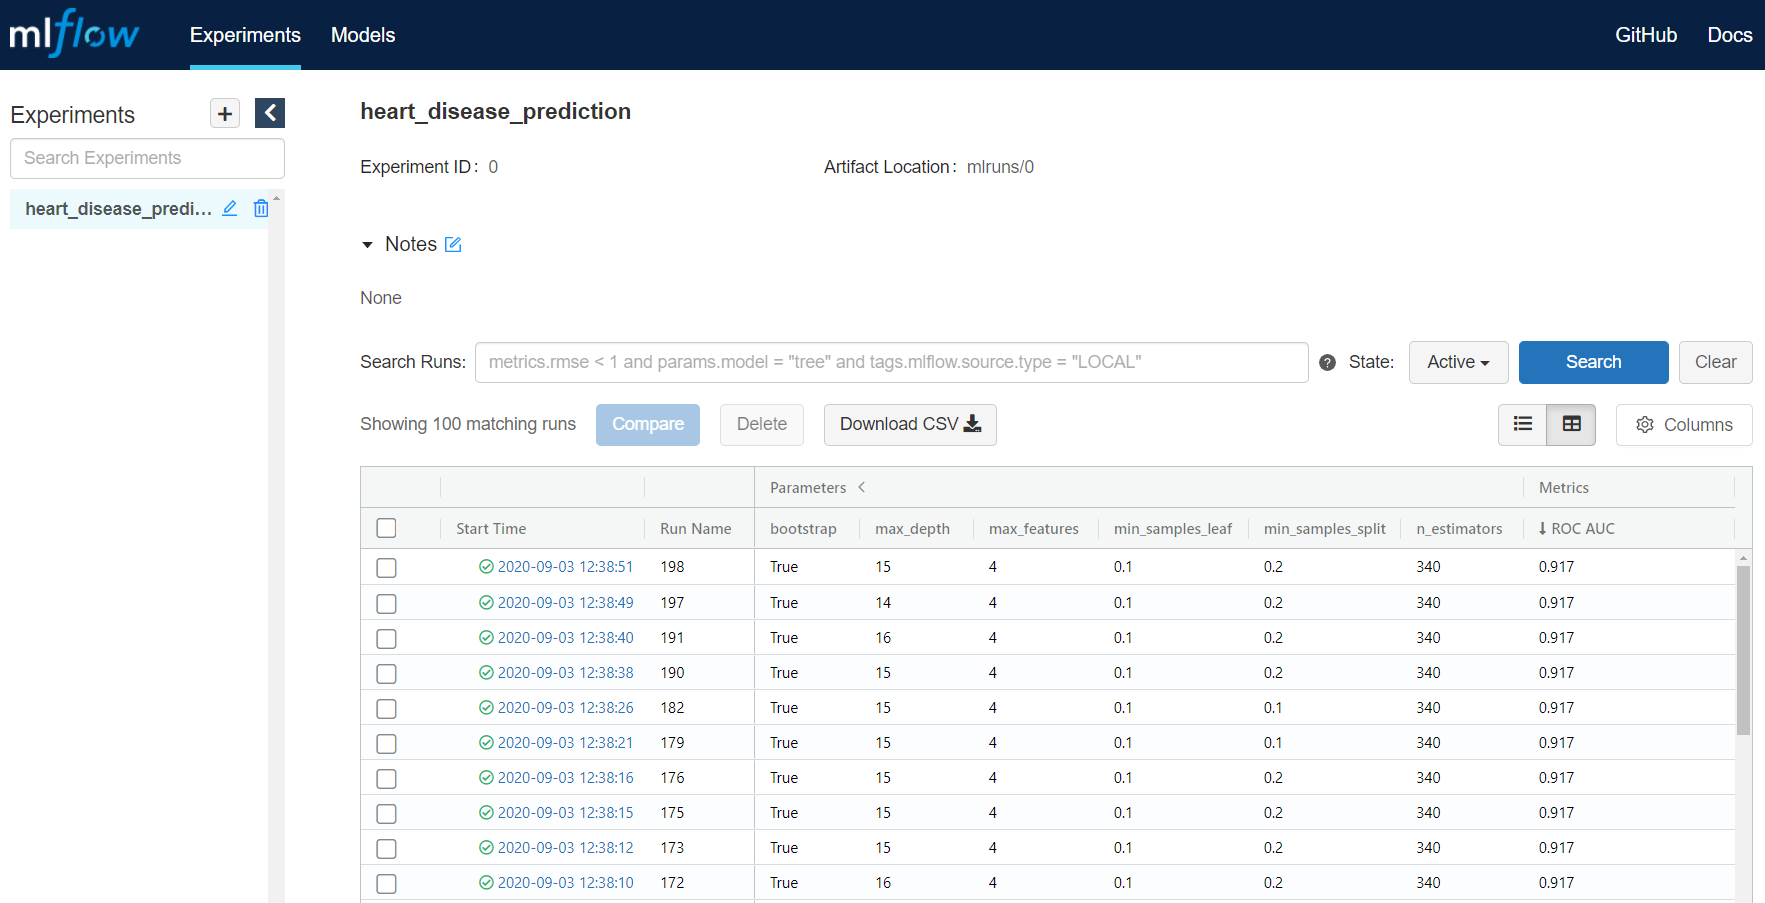 mlflow Experiments Models GitHub Docs
Experiments
Search Experiments
heart_disease_predi...
heart_disease_prediction
Experiment ID: 0 Artifact Location: mlruns/0
Notes
None
Search Runs: metrics.rmse < 1 and params.model = "tree" and tags.mlflow.source.type = "LOCAL" ? State: Active Search Clear
Showing 100 matching runs Compare Delete Download CSV Columns
Parameters < Metrics
Start Time Run Name bootstrap max_depth max_features min_samples_leaf min_samples_split n_estimators ↓ ROC AUC
2020-09-03 12:38:51 198 True 15 4 0.1 0.2 340 0.917
2020-09-03 12:38:49 197 True 14 4 0.1 0.2 340 0.917
2020-09-03 12:38:40 191 True 16 4 0.1 0.2 340 0.917
2020-09-03 12:38:38 190 True 15 4 0.1 0.2 340 0.917
2020-09-03 12:38:26 182 True 15 4 0.1 0.1 340 0.917
2020-09-03 12:38:21 179 True 15 4 0.1 0.1 340 0.917
2020-09-03 12:38:16 176 True 15 4 0.1 0.2 340 0.917
2020-09-03 12:38:15 175 True 15 4 0.1 0.2 340 0.917
2020-09-03 12:38:12 173 True 15 4 0.1 0.2 340 0.917
2020-09-03 12:38:10 172 True 16 4 0.1 0.2 340 0.917